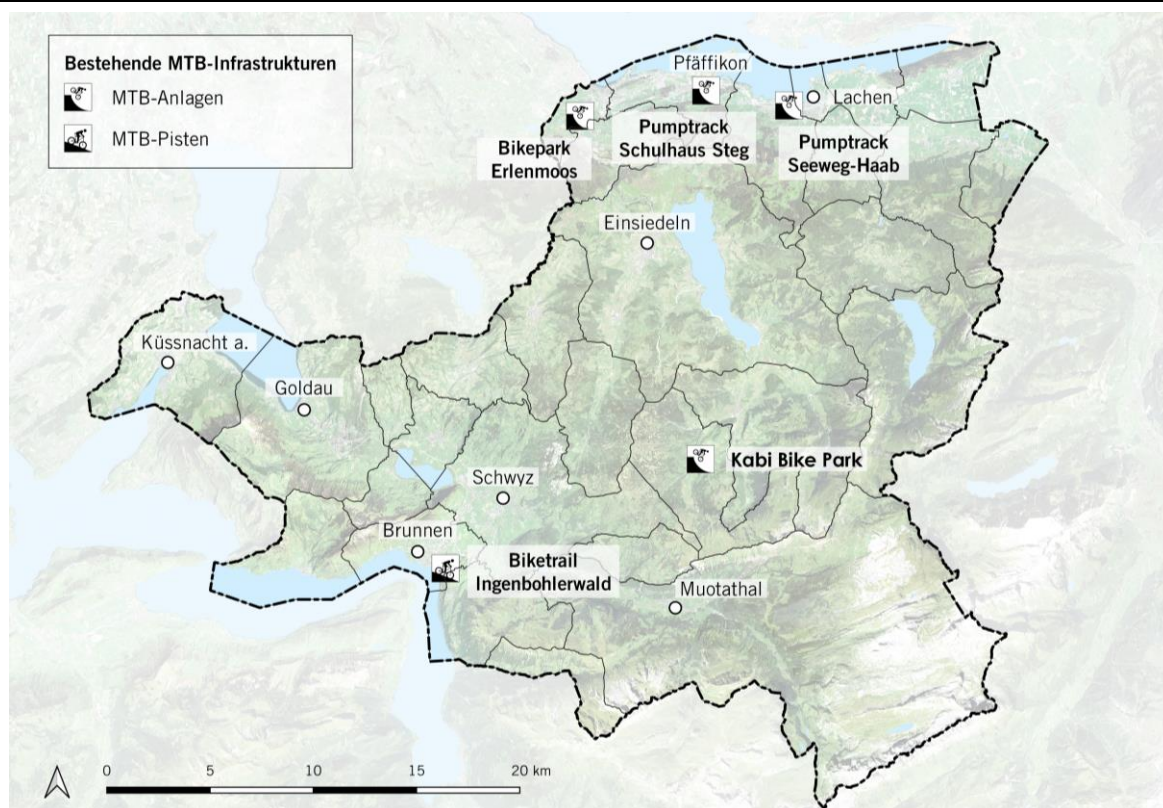 Bestehende MTB-Infrastrukturen
MTB-Anlagen
MTB-Pisten
Pfäffikon
Lachen
Bikepark
Erlenmoos
Pumptrack
Schulhaus Steg
Pumptrack
Seeweg-Haab
Einsiedeln
Küssnacht a.
Goldau
Kabi Bike Park
Schwyz
Brunnen
Biketrail
Ingenbohlerwald
Muotathal
0 5 10 15 20 km